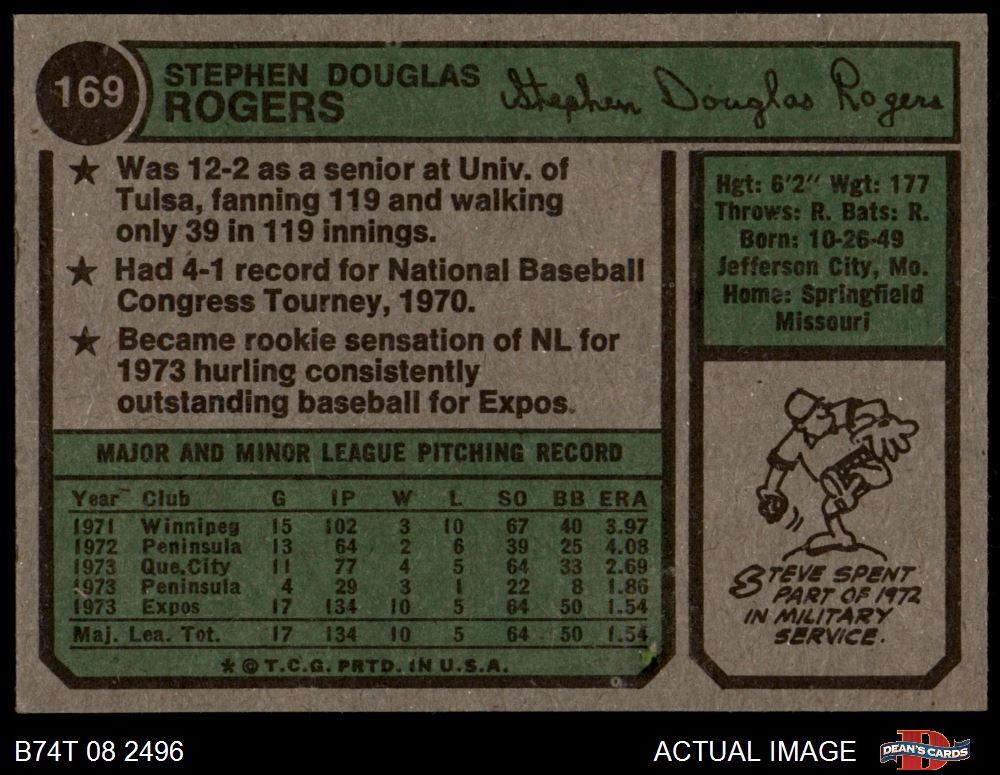 169
STEPHEN DOUGLAS
ROGERS
Stephen Douglas Rogers
★ Was 12-2 as a senior at Univ. of
Tulsa, fanning 119 and walking
only 39 in 119 innings.
★ Had 4-1 record for National Baseball
Congress Tourney, 1970.
★ Became rookie sensation of NL for
1973 hurling consistently
outstanding baseball for Expos.
MAJOR AND MINOR LEAGUE PITCHING RECORD
Year Club G IP W L SO BB ERA
1971 Winnipeg 15 102 3 10 67 40 3.97
1972 Peninsula 13 64 2 6 39 25 4.08
1973 Que.City 11 77 4 5 64 33 2.69
1973 Peninsula 4 29 3 1 22 8 1.86
1973 Expos 17 134 10 5 64 50 1.54
Maj. Lea. Tot. 17 134 10 5 64 50 1.54
* © T.C.G. PRTD. IN U.S.A.
Hgt: 6'2" Wgt: 177
Throws: R. Bats: R.
Born: 10-26-49
Jefferson City, Mo.
Home: Springfield
Missouri
STEVE SPENT
PART OF 1972
IN MILITARY
SERVICE.
B74T 08 2496
ACTUAL IMAGE
DEAN'S CARDS